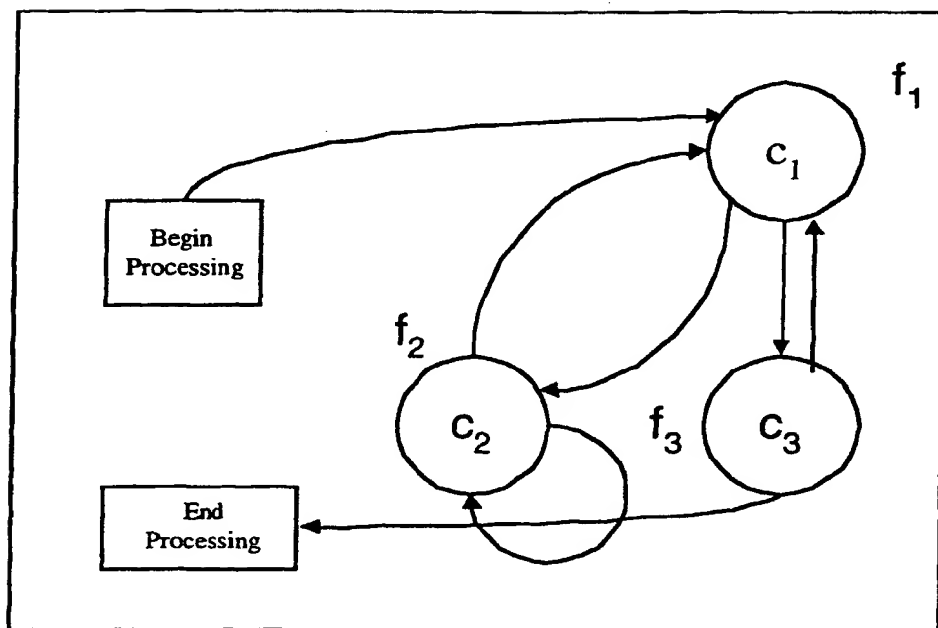 f₁
C₁
Begin
Processing
f₂
C₂
f₃
C₃
End
Processing